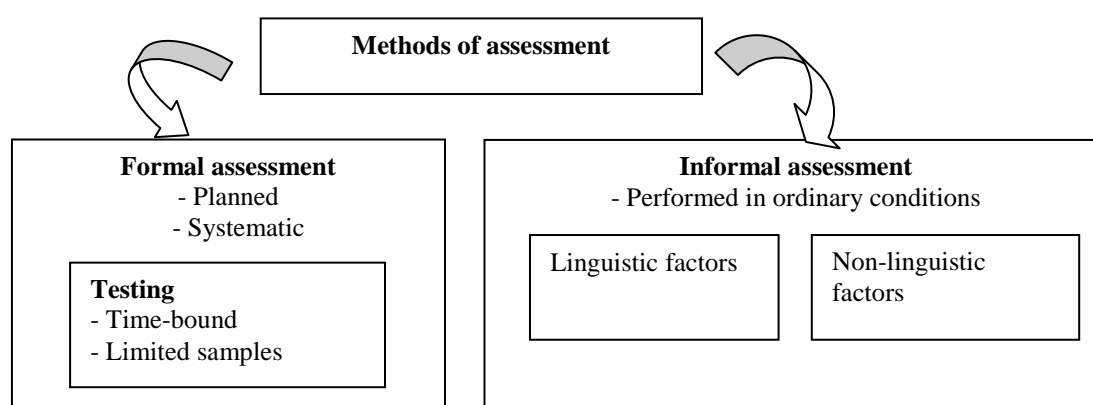 Methods of assessment
Formal assessment
- Planned
- Systematic
Testing
- Time-bound
- Limited samples
Informal assessment
- Performed in ordinary conditions
Linguistic factors
Non-linguistic
factors